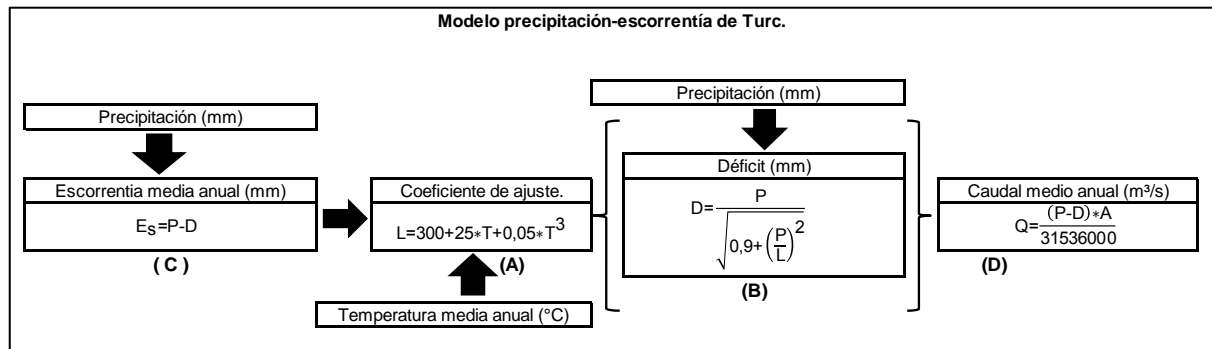 Modelo precipitación-escorrentía de Turc.
Precipitación (mm)
Escorrentia media anual (mm)
Es=P-D
( C )
Coeficiente de ajuste.
L=300+25*T+0,05*T^3
(A)
Temperatura media anual (°C)
Precipitación (mm)
Déficit (mm)
D=P/√(0,9+(P/L)^2)
(B)
Caudal medio anual (m³/s)
Q=(P-D)*A/31536000
(D)